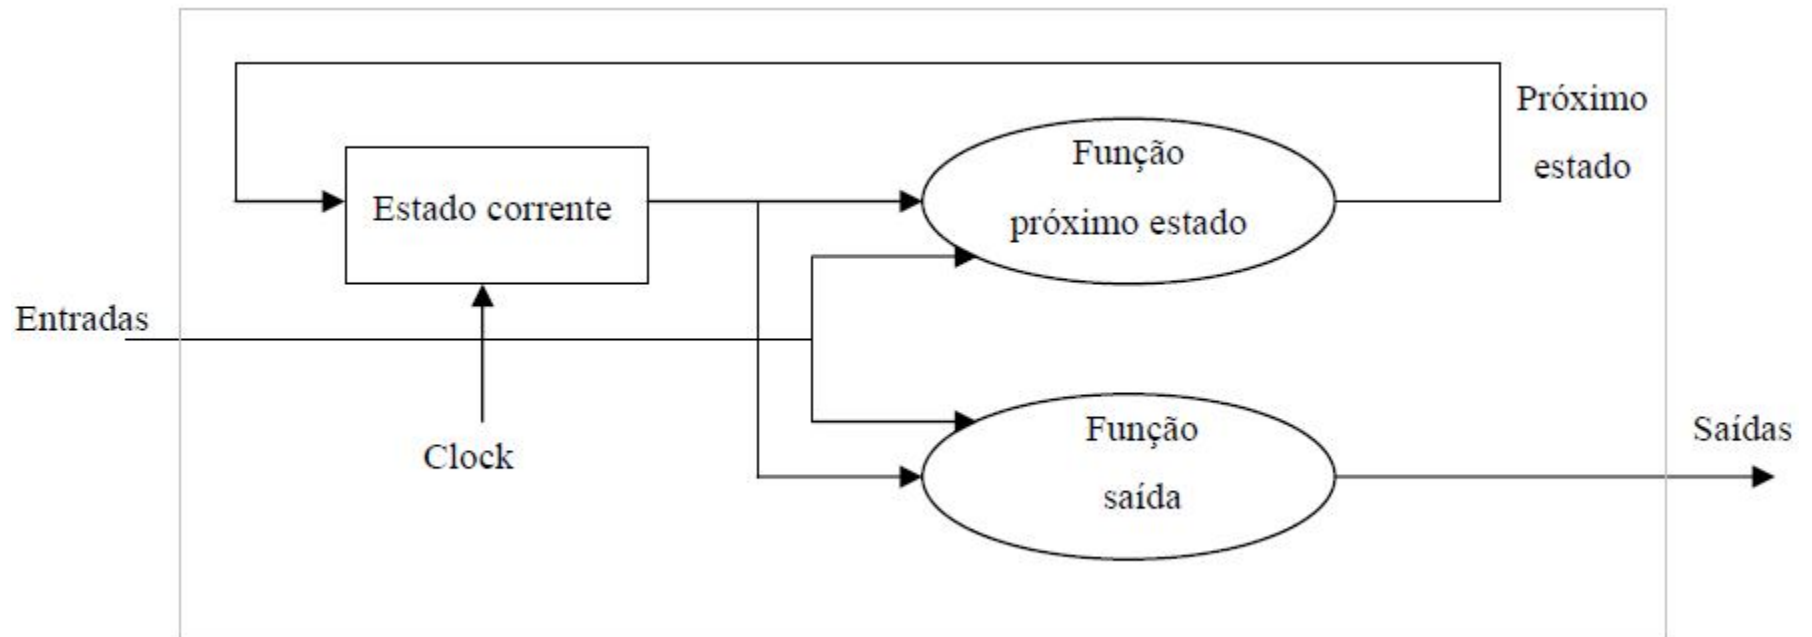 Próximo
estado
Função
próximo estado
Estado corrente
Entradas
Clock
Função
saída
Saídas